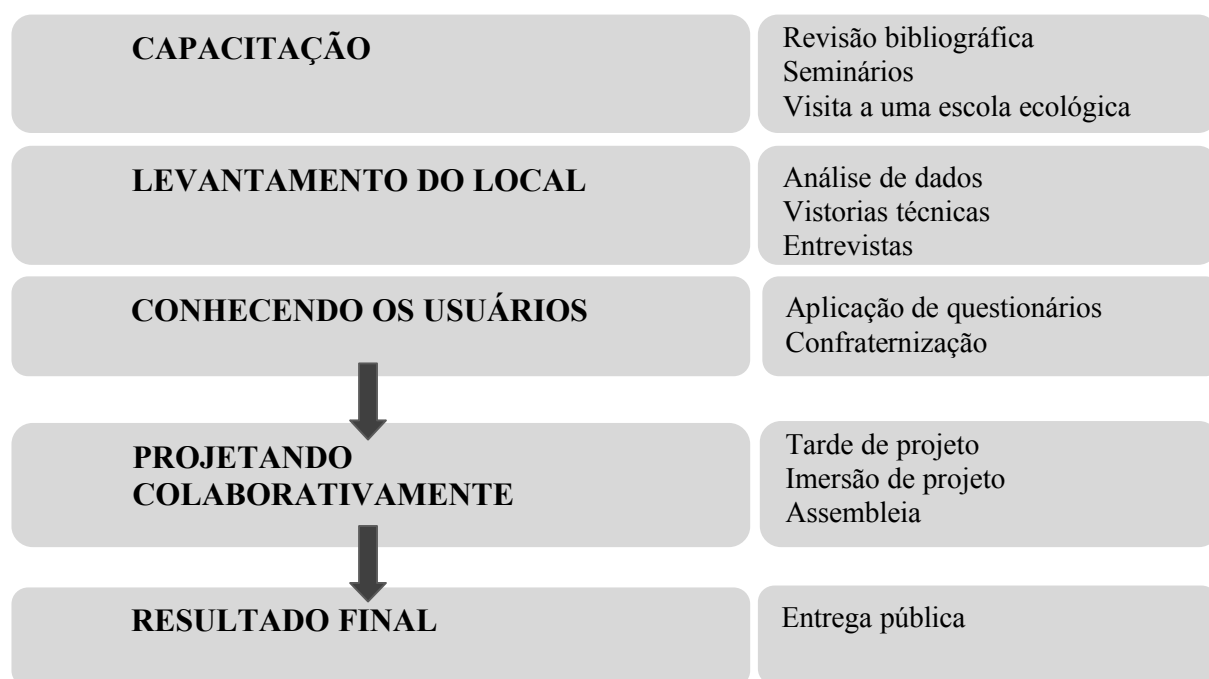 CAPACITAÇÃO
Revisão bibliográfica
Seminários
Visita a uma escola ecológica
LEVANTAMENTO DO LOCAL
Análise de dados
Vistorias técnicas
Entrevistas
CONHECENDO OS USUÁRIOS
Aplicação de questionários
Confraternização
PROJETANDO
COLABORATIVAMENTE
Tarde de projeto
Imersão de projeto
Assembleia
RESULTADO FINAL
Entrega pública